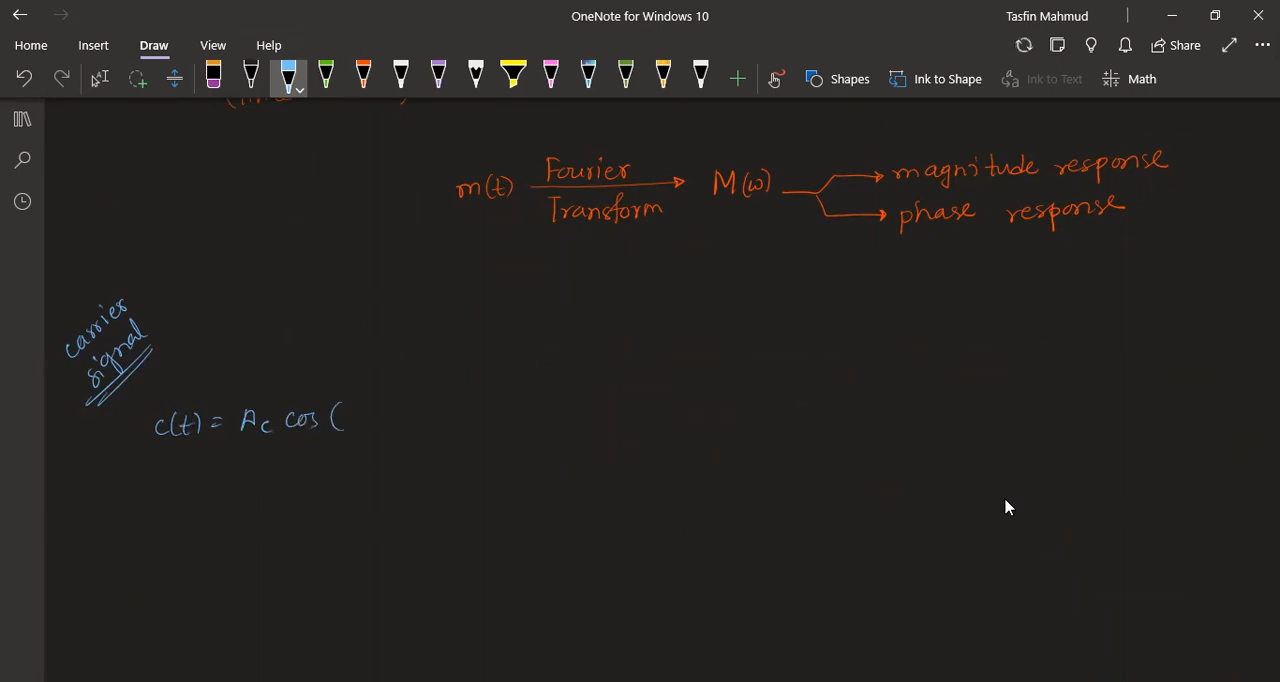 OneNote for Windows 10
Tasfin Mahmud
Home Insert Draw View Help
Share
Shapes Ink to Shape Ink to Text Math
m(t) Fourier Transform M(ω) magnitude response
phase response
carrier
signal
c(t) = Ac cos (